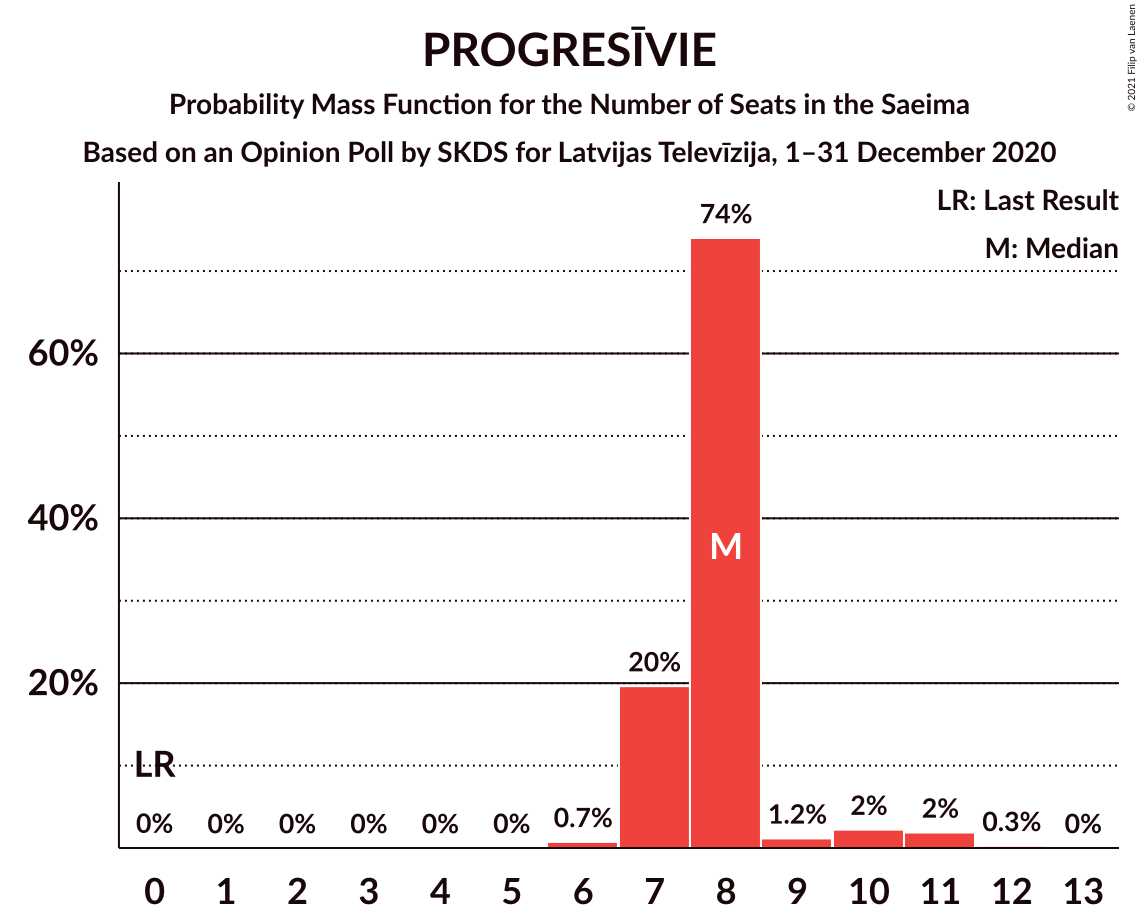 PROGRESĪVIE
Probability Mass Function for the Number of Seats in the Saeima
Based on an Opinion Poll by SKDS for Latvijas Televīzija, 1–31 December 2020
© 2021 Filip van Laenen
LR: Last Result
M: Median
60%
40%
20%
74%
M
20%
LR
0% 0% 0% 0% 0% 0% 0.7% 1.2% 2% 2% 0.3% 0%
0 1 2 3 4 5 6 7 8 9 10 11 12 13